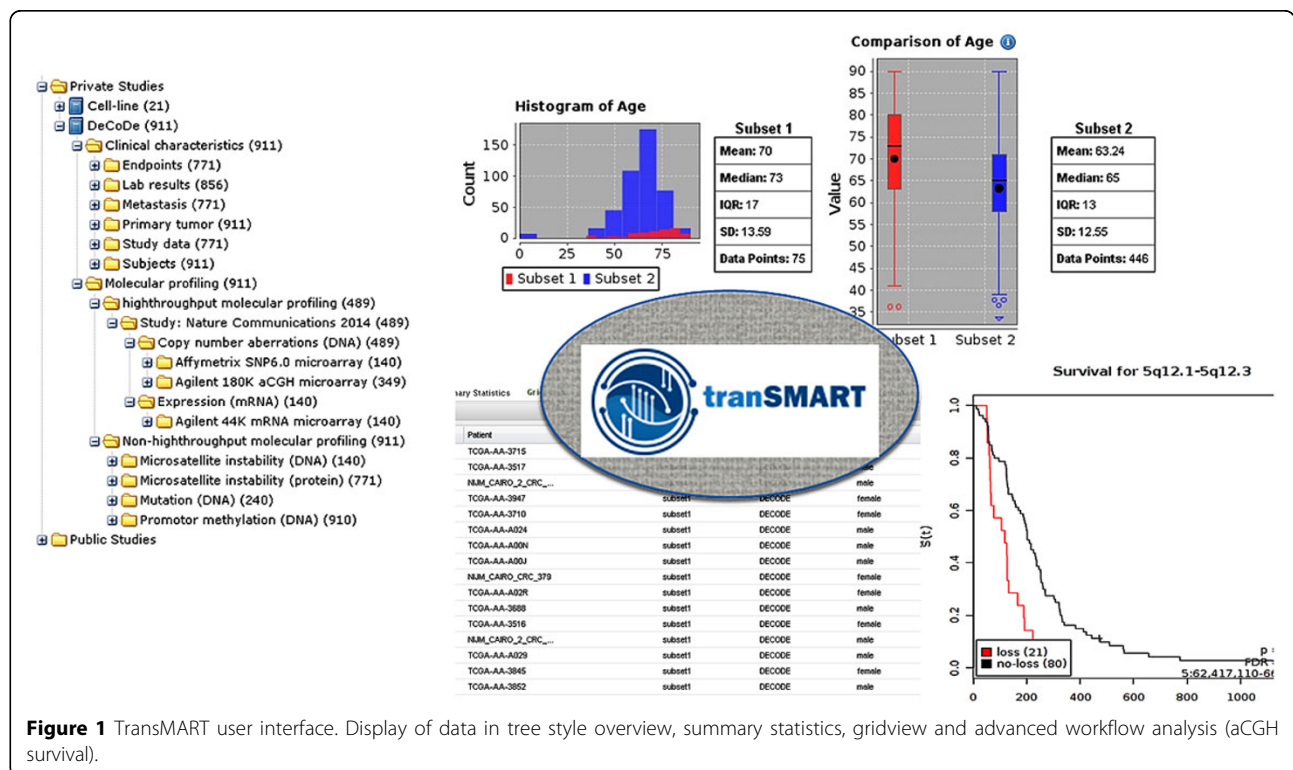 Private Studies
Cell-line (21)
DeCoDe (911)
Clinical characteristics (911)
Endpoints (771)
Lab results (856)
Metastasis (771)
Primary tumor (911)
Study data (771)
Subjects (911)
Molecular profiling (911)
highthroughput molecular profiling (489)
Study: Nature Communications 2014 (489)
Copy number aberrations (DNA) (489)
Affymetrix SNP6.0 microarray (140)
Agilent 180K aCGH microarray (349)
Expression (mRNA) (140)
Agilent 44K mRNA microarray (140)
Non-highthroughput molecular profiling (911)
Microsatellite instability (DNA) (140)
Microsatellite instability (protein) (771)
Mutation (DNA) (240)
Promotor methylation (DNA) (910)
Public Studies
Histogram of Age
Count
150
100
50
0
0 25 50 75
Subset 1 Subset 2
Subset 1
Mean: 70
Median: 73
IQR: 17
SD: 13.59
Data Points: 75
Comparison of Age
Value
90
85
80
75
70
65
60
55
50
45
40
35
Subset 1 Subset 2
Subset 2
Mean: 63.24
Median: 65
IQR: 13
SD: 12.55
Data Points: 446
tranSMART
Statistics
Patient
TCGA-AA-3715
TCGA-AA-3517
NIJM_CAIRO_2_CRC_... male
TCGA-AA-3947 subset1 DECODE female
TCGA-AA-3710 subset1 DECODE female
TCGA-AA-A024 subset1 DECODE male
TCGA-AA-A00N subset1 DECODE male
TCGA-AA-A00J subset1 DECODE male
NIJM_CAIRO_CRC_379 subset1 DECODE female
TCGA-AA-A02R subset1 DECODE female
TCGA-AA-3688 subset1 DECODE male
TCGA-AA-3516 subset1 DECODE female
NIJM_CAIRO_2_CRC_... subset1 DECODE male
TCGA-AA-A029 subset1 DECODE male
TCGA-AA-3845 subset1 DECODE female
TCGA-AA-3852 subset1 DECODE male
Survival for 5q12.1-5q12.3
S(t)
1.0
0.8
0.6
0.4
0.2
0.0
loss (21)
no-loss (80)
p
FDR
5:62,417,110-6
0 200 400 600 800 1000
Figure 1 TransMART user interface. Display of data in tree style overview, summary statistics, gridview and advanced workflow analysis (aCGH
survival).